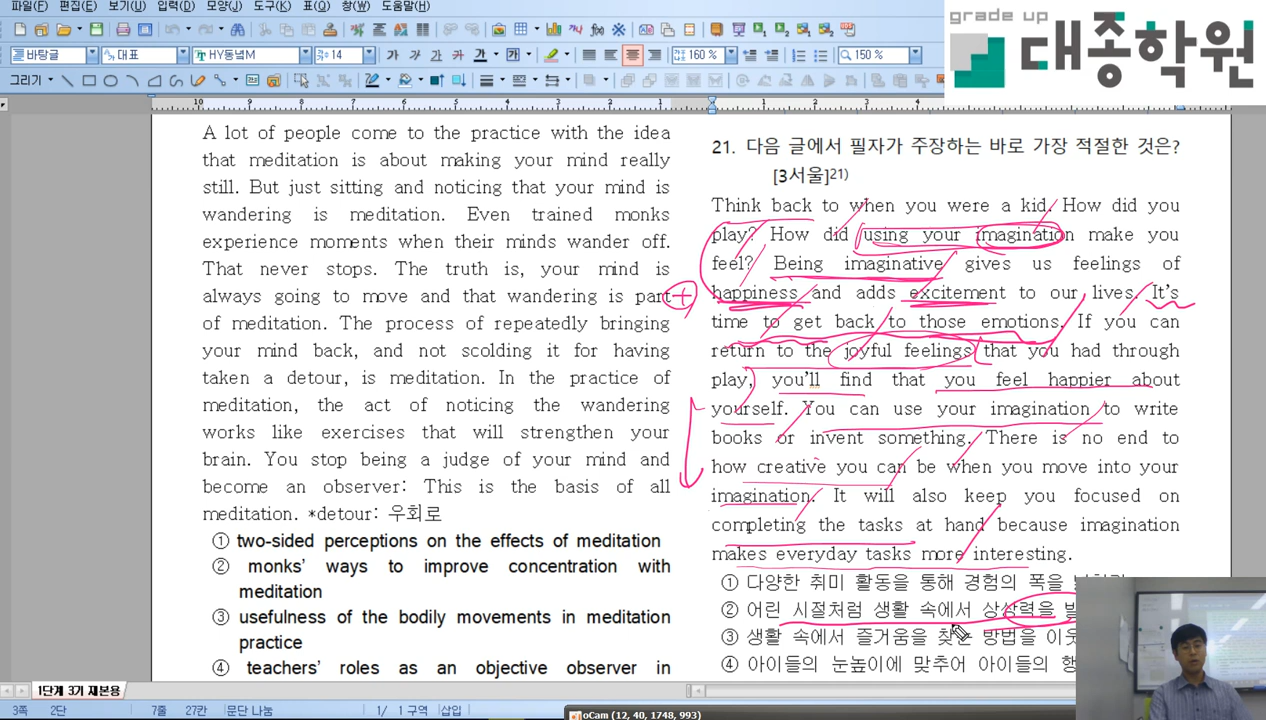 파일(F) 편집(E) 보기(U) 입력(D) 모양(J) 도구(K) 표(Q) 창(W) 도움말(H)
grade up
대종학원
바탕글 대표 HY동녘M 14 가 가 가 가 가 160 % 150 %
그리기
10 9 8 7 6 5 4 3 2 1 1 2 3 4
A lot of people come to the practice with the idea
that meditation is about making your mind really
still. But just sitting and noticing that your mind is
wandering is meditation. Even trained monks
experience moments when their minds wander off.
That never stops. The truth is, your mind is
always going to move and that wandering is part
of meditation. The process of repeatedly bringing
your mind back, and not scolding it for having
taken a detour, is meditation. In the practice of
meditation, the act of noticing the wandering
works like exercises that will strengthen your
brain. You stop being a judge of your mind and
become an observer: This is the basis of all
meditation. *detour: 우회로
① two-sided perceptions on the effects of meditation
② monks' ways to improve concentration with
meditation
③ usefulness of the bodily movements in meditation
practice
④ teachers' roles as an objective observer in
21. 다음 글에서 필자가 주장하는 바로 가장 적절한 것은?
[3서울]21)
Think back to when you were a kid. How did you
play? How did using your imagination make you
feel? Being imaginative gives us feelings of
happiness and adds excitement to our lives. It's
time to get back to those emotions. If you can
return to the joyful feelings that you had through
play, you'll find that you feel happier about
yourself. You can use your imagination to write
books or invent something. There is no end to
how creative you can be when you move into your
imagination. It will also keep you focused on
completing the tasks at hand because imagination
makes everyday tasks more interesting.
① 다양한 취미 활동을 통해 경험의 폭을
② 어린 시절처럼 생활 속에서 상상력을
③ 생활 속에서 즐거움을 찾는 방법을
④ 아이들의 눈높이에 맞추어 아이들의
1단계 3기 제본용
3쪽 2단 7줄 27칸 문단 나눔 1/ 1 구역 삽입
oCam (12, 40, 1748, 993)